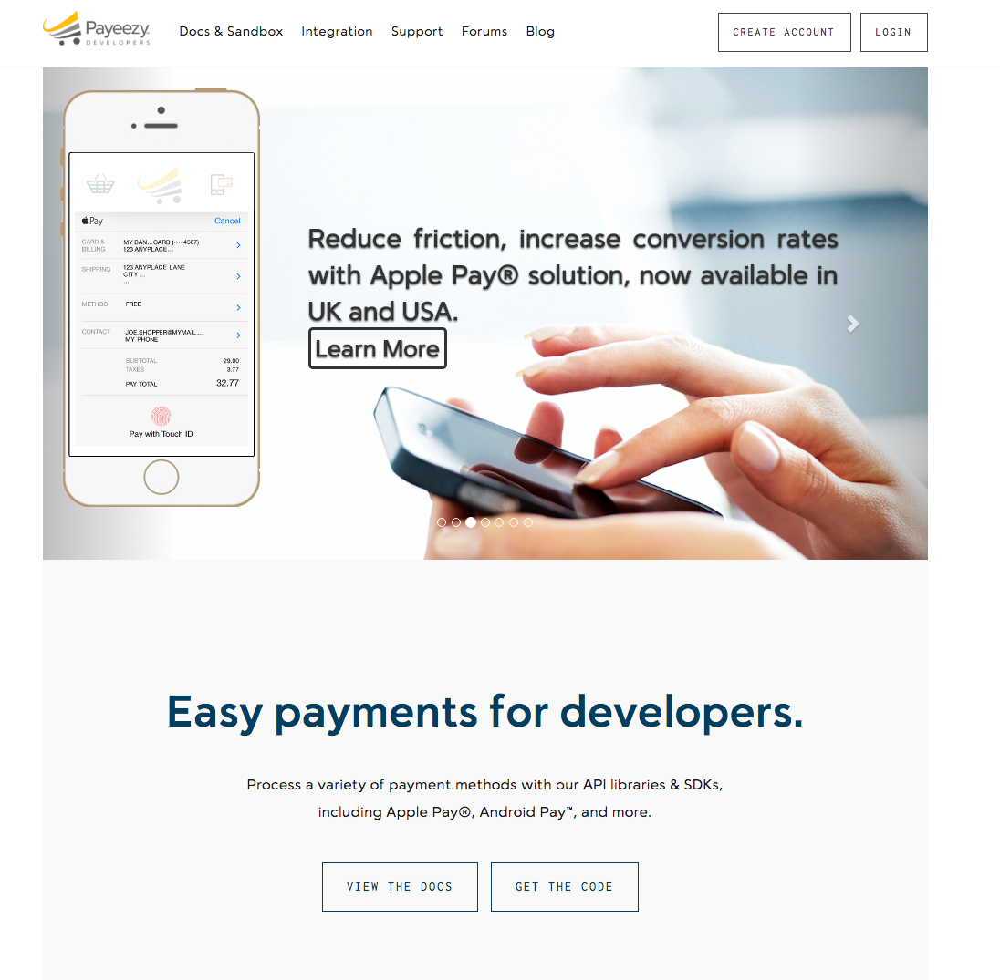 Payeezy
DEVELOPERS
Docs & Sandbox
Integration
Support
Forums
Blog
CREATE ACCOUNT
LOGIN
Pay
Cancel
CARD &
BILLING
MY BAN...CARD (•••• 4567)
123 ANYPLACE...
SHIPPING
123 ANYPLACE LANE
CITY ...
...
METHOD
FREE
CONTACT
JOE.SHOPPER@MYMAIL ...
MY PHONE
SUBTOTAL 29.00
TAXES 3.77
PAY TOTAL 32.77
Pay with Touch ID
Reduce friction, increase conversion rates
with Apple Pay® solution, now available in
UK and USA.
Learn More
Easy payments for developers.
Process a variety of payment methods with our API libraries & SDKs,
including Apple Pay®, Android Pay™, and more.
VIEW THE DOCS
GET THE CODE